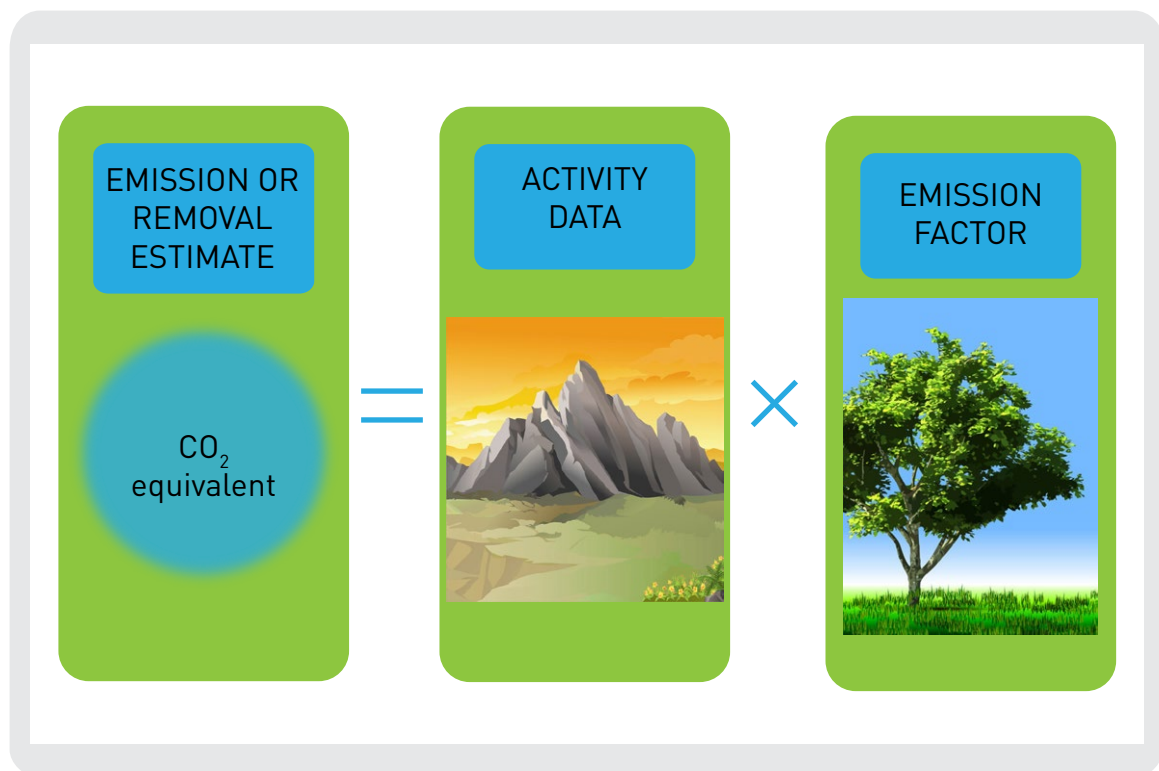 EMISSION OR
REMOVAL
ESTIMATE
CO₂
equivalent
=
ACTIVITY
DATA
×
EMISSION
FACTOR